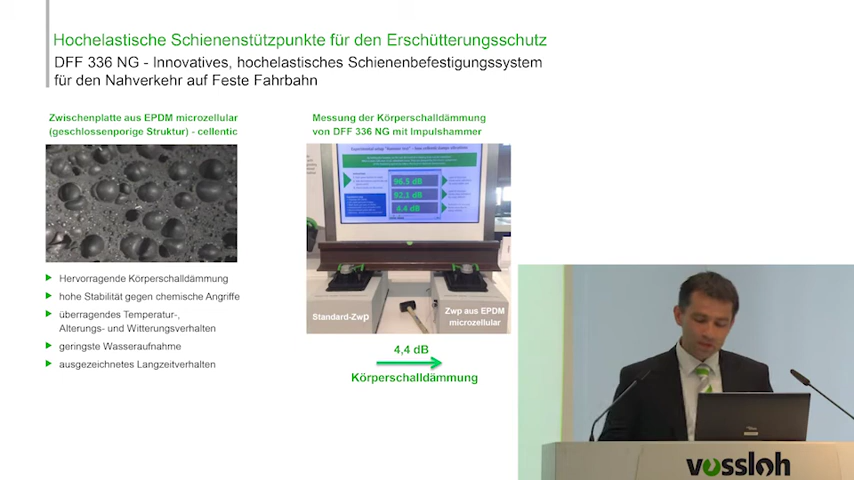 Hochelastische Schienenstützpunkte für den Erschütterungsschutz
DFF 336 NG - Innovatives, hochelastisches Schienenbefestigungssystem
für den Nahverkehr auf Feste Fahrbahn
Zwischenplatte aus EPDM microzellular
(geschlossenporige Struktur) - cellentic
Hervorragende Körperschalldämmung
hohe Stabilität gegen chemische Angriffe
überragendes Temperatur-,
Alterungs- und Witterungsverhalten
geringste Wasseraufnahme
ausgezeichnetes Langzeitverhalten
Messung der Körperschalldämmung
von DFF 336 NG mit Impulshammer
96.5 dB
92.1 dB
4.4 dB
Standard-Zwp
Zwp aus EPDM
microzellular
4,4 dB
Körperschalldämmung
vossloh